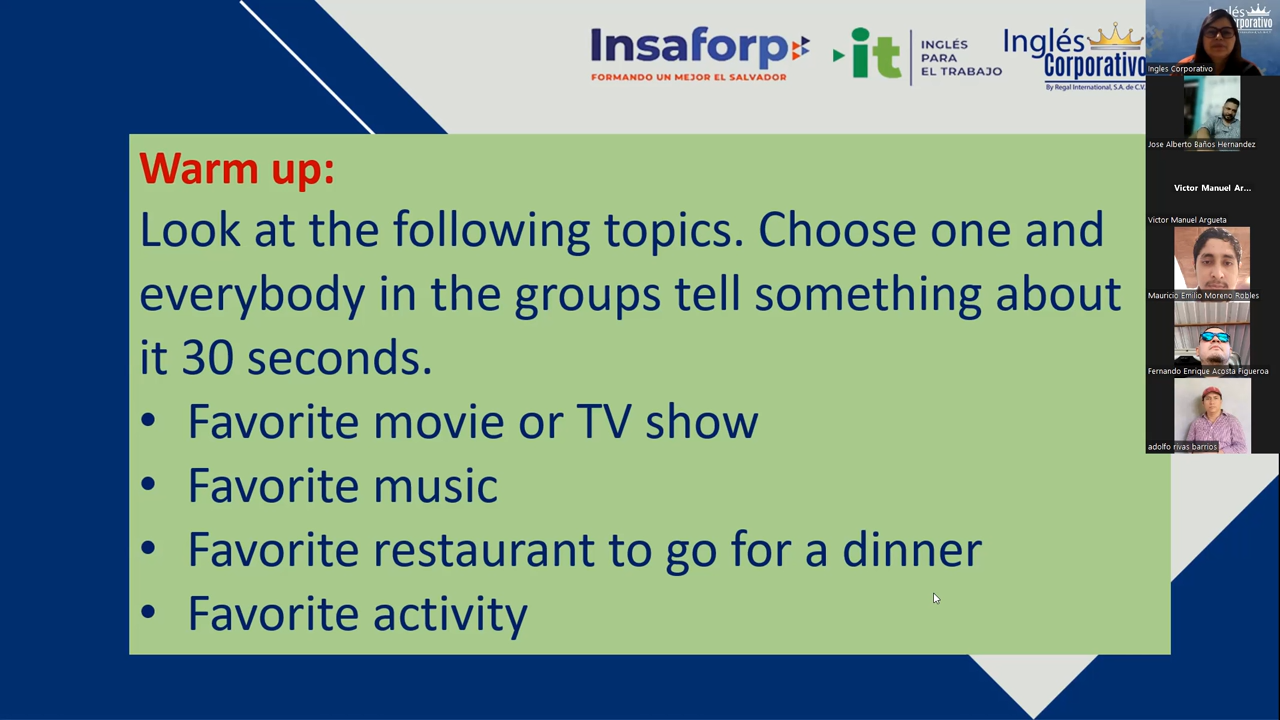 Insaforp
FORMANDO UN MEJOR EL SALVADOR
it
INGLÉS
PARA
EL TRABAJO
Inglés
Corporativo
By Regal International, S.A. de C.V.
Warm up:
Look at the following topics. Choose one and
everybody in the groups tell something about
it 30 seconds.
• Favorite movie or TV show
• Favorite music
• Favorite restaurant to go for a dinner
• Favorite activity
Ingles Corporativo
Jose Alberto Baños Hernandez
Victor Manuel Ar...
Victor Manuel Argueta
Mauricio Emilio Moreno Robles
Fernando Enrique Acosta Figueroa
adolfo rivas barrios